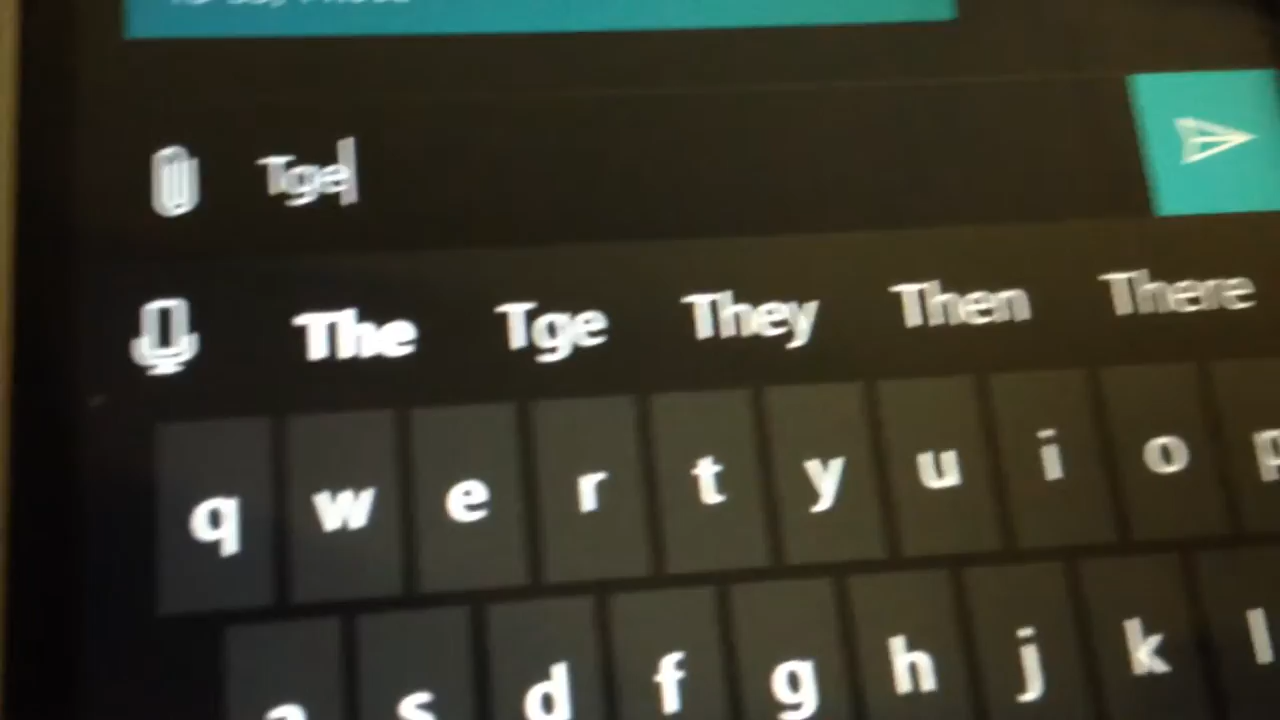 Tge
The Tge They Then There
q w e r t y u i o p
a s d f g h j k l